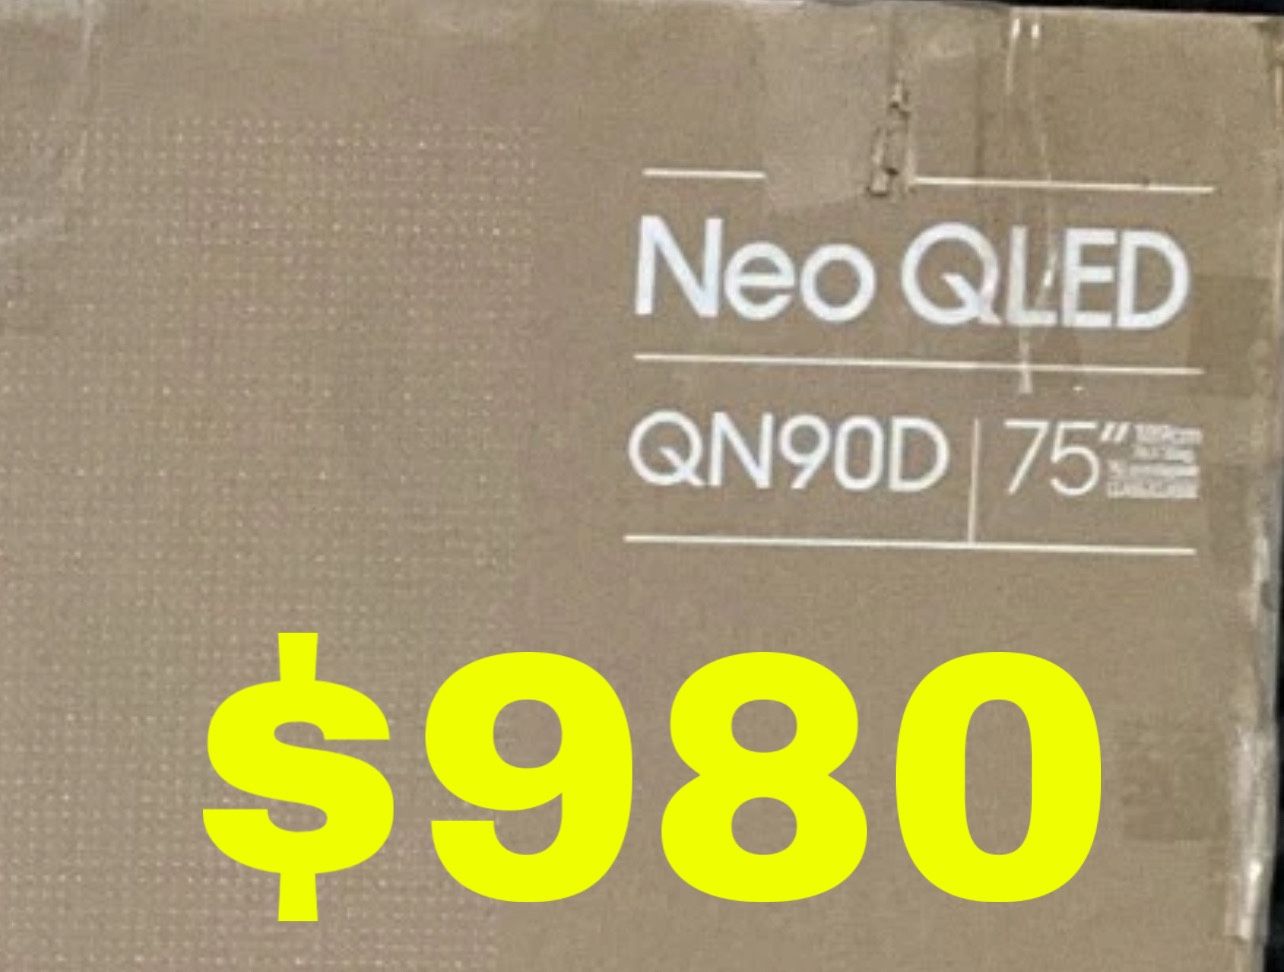 Neo QLED
QN90D | 75"
$980